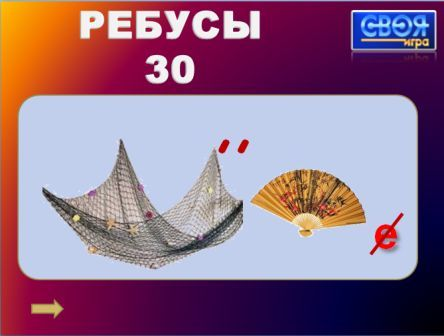 РЕБУСЫ
30
СВОЯ
игра
,,
е